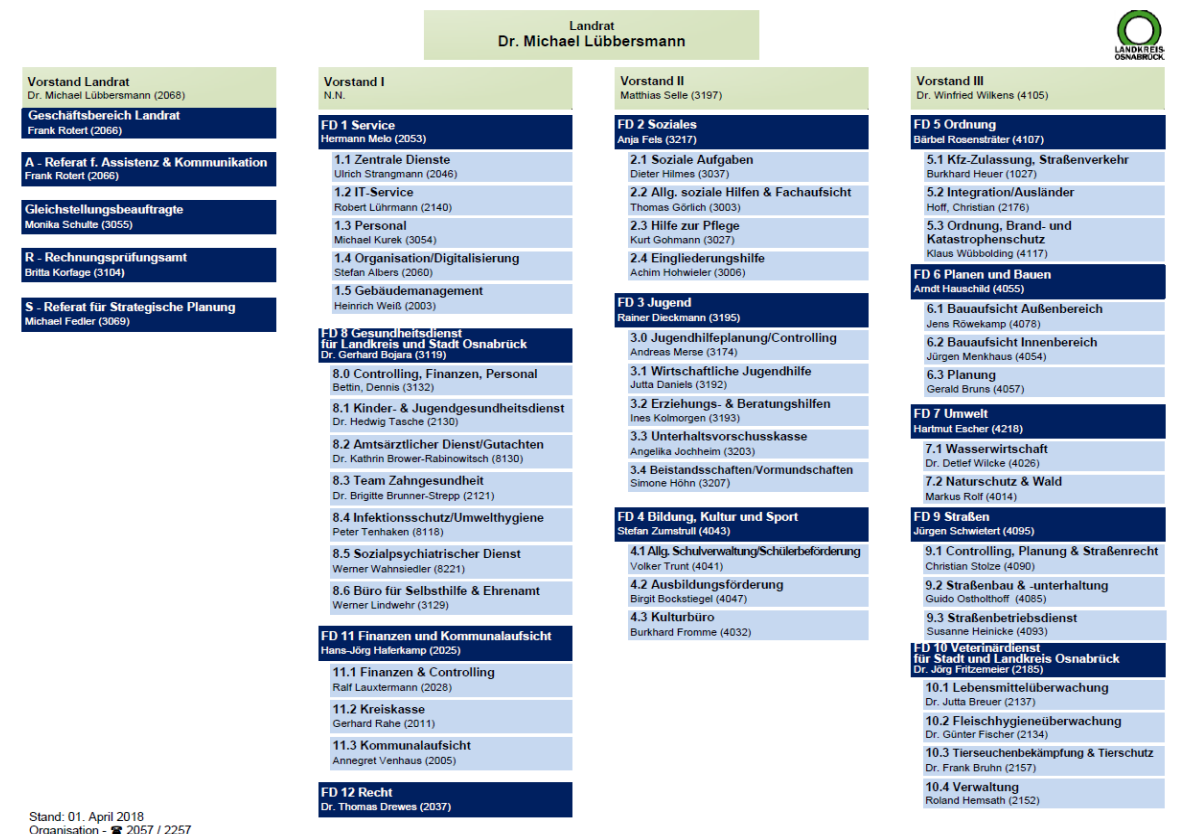 Landrat
Dr. Michael Lübbersmann
LANDKREIS
OSNABRÜCK
Vorstand Landrat
Dr. Michael Lübbersmann (2068)
Geschäftsbereich Landrat
Frank Rotert (2066)
A - Referat f. Assistenz & Kommunikation
Frank Rotert (2066)
Gleichstellungsbeauftragte
Monika Schulte (3055)
R - Rechnungsprüfungsamt
Britta Korfage (3104)
S - Referat für Strategische Planung
Michael Fedler (3069)
Vorstand I
N.N.
FD 1 Service
Hermann Melo (2053)
1.1 Zentrale Dienste
Ulrich Strangmann (2046)
1.2 IT-Service
Robert Lührmann (2140)
1.3 Personal
Michael Kurek (3054)
1.4 Organisation/Digitalisierung
Stefan Albers (2060)
1.5 Gebäudemanagement
Heinrich Weiß (2003)
FD 8 Gesundheitsdienst
für Landkreis und Stadt Osnabrück
Dr. Gerhard Bojara (3119)
8.0 Controlling, Finanzen, Personal
Bettin, Dennis (3132)
8.1 Kinder- & Jugendgesundheitsdienst
Dr. Hedwig Tasche (2130)
8.2 Amtsärztlicher Dienst/Gutachten
Dr. Kathrin Brower-Rabinowitsch (8130)
8.3 Team Zahngesundheit
Dr. Brigitte Brunner-Strepp (2121)
8.4 Infektionsschutz/Umwelthygiene
Peter Tenhaken (8118)
8.5 Sozialpsychiatrischer Dienst
Werner Wahnsiedler (8221)
8.6 Büro für Selbsthilfe & Ehrenamt
Werner Lindwehr (3129)
FD 11 Finanzen und Kommunalaufsicht
Hans-Jörg Haferkamp (2025)
11.1 Finanzen & Controlling
Ralf Lauxtermann (2028)
11.2 Kreiskasse
Gerhard Rahe (2011)
11.3 Kommunalaufsicht
Annegret Venhaus (2005)
FD 12 Recht
Dr. Thomas Drewes (2037)
Vorstand II
Matthias Selle (3197)
FD 2 Soziales
Anja Fels (3217)
2.1 Soziale Aufgaben
Dieter Hilmes (3037)
2.2 Allg. soziale Hilfen & Fachaufsicht
Thomas Görlich (3003)
2.3 Hilfe zur Pflege
Kurt Gohmann (3027)
2.4 Eingliederungshilfe
Achim Hohwieler (3006)
FD 3 Jugend
Rainer Dieckmann (3195)
3.0 Jugendhilfeplanung/Controlling
Andreas Merse (3174)
3.1 Wirtschaftliche Jugendhilfe
Jutta Daniels (3192)
3.2 Erziehungs- & Beratungshilfen
Ines Kolmorgen (3193)
3.3 Unterhaltsvorschusskasse
Angelika Jochheim (3203)
3.4 Beistandsschaften/Vormundschaften
Simone Höhn (3207)
FD 4 Bildung, Kultur und Sport
Stefan Zumstrull (4043)
4.1 Allg. Schulverwaltung/Schülerbeförderung
Volker Trunt (4041)
4.2 Ausbildungsförderung
Birgit Bockstiegel (4047)
4.3 Kulturbüro
Burkhard Fromme (4032)
Vorstand III
Dr. Winfried Wilkens (4105)
FD 5 Ordnung
Bärbel Rosensträter (4107)
5.1 Kfz-Zulassung, Straßenverkehr
Burkhard Heuer (1027)
5.2 Integration/Ausländer
Hoff, Christian (2176)
5.3 Ordnung, Brand- und
Katastrophenschutz
Klaus Wübbolding (4117)
FD 6 Planen und Bauen
Arndt Hauschild (4055)
6.1 Bauaufsicht Außenbereich
Jens Röwekamp (4078)
6.2 Bauaufsicht Innenbereich
Jürgen Menkhaus (4054)
6.3 Planung
Gerald Bruns (4057)
FD 7 Umwelt
Hartmut Escher (4218)
7.1 Wasserwirtschaft
Dr. Detlef Wilcke (4026)
7.2 Naturschutz & Wald
Markus Rolf (4014)
FD 9 Straßen
Jürgen Schwietert (4095)
9.1 Controlling, Planung & Straßenrecht
Christian Stolze (4090)
9.2 Straßenbau & -unterhaltung
Guido Ostholthoff (4085)
9.3 Straßenbetriebsdienst
Susanne Heinicke (4093)
FD 10 Veterinärdienst
für Stadt und Landkreis Osnabrück
Dr. Jörg Fritzemeier (2185)
10.1 Lebensmittelüberwachung
Dr. Jutta Breuer (2137)
10.2 Fleischhygieneüberwachung
Dr. Günter Fischer (2134)
10.3 Tierseuchenbekämpfung & Tierschutz
Dr. Frank Bruhn (2157)
10.4 Verwaltung
Roland Hemsath (2152)
Stand: 01. April 2018
Organisation - ☎ 2057 / 2257